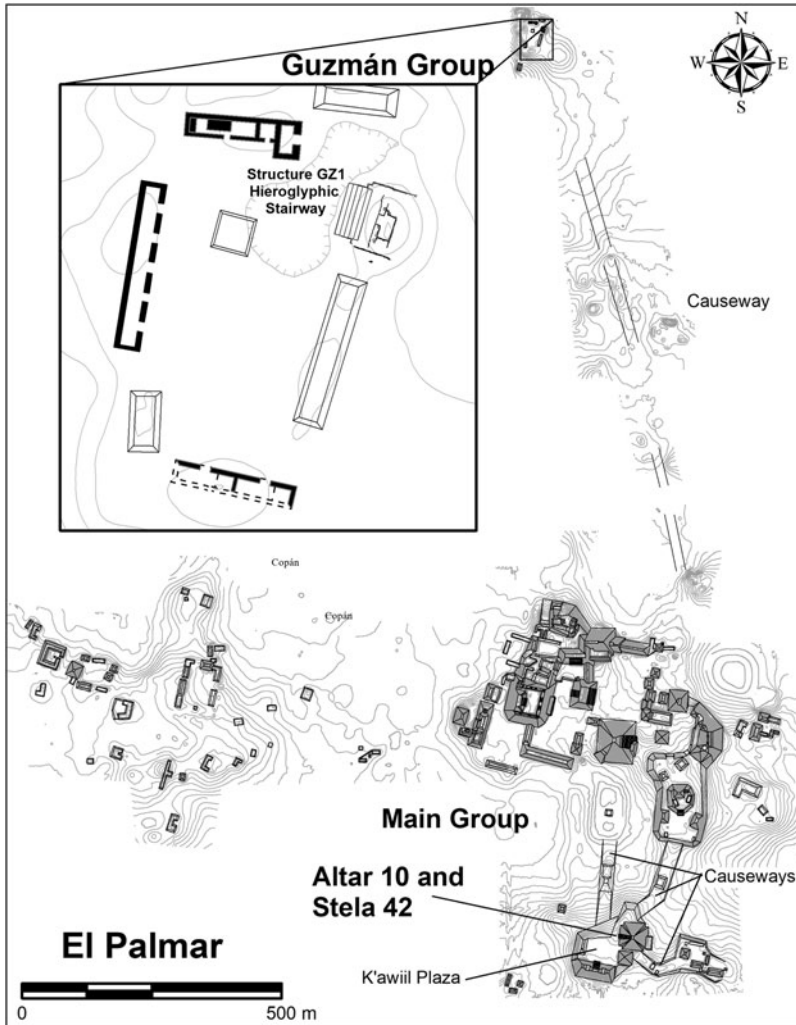 Guzmán Group
N
W
E
S
Structure GZ1
Hieroglyphic
Stairway
Causeway
Copán
Copán
Main Group
Altar 10 and
Stela 42
Causeways
El Palmar
K'awiil Plaza
0
500 m